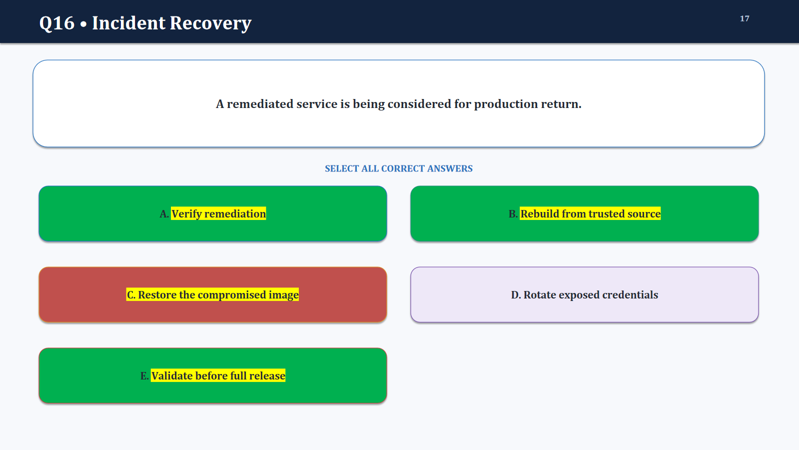 Q16 • Incident Recovery
17
A remediated service is being considered for production return.
SELECT ALL CORRECT ANSWERS
A. Verify remediation
B. Rebuild from trusted source
C. Restore the compromised image
D. Rotate exposed credentials
E. Validate before full release